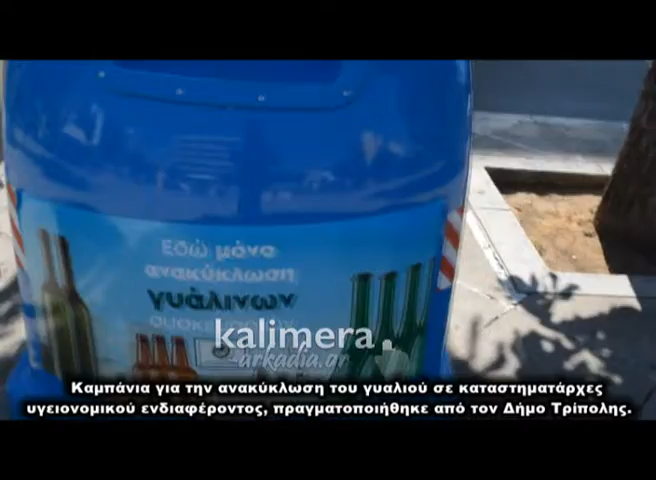 Εδώ μόνο
ανακύκλωση
γυάλινων
συσκευασιών
kalimera.
arkadia.gr
Καμπάνια για την ανακύκλωση του γυαλιού σε καταστηματάρχες
υγειονομικού ενδιαφέροντος, πραγματοποιήθηκε από τον Δήμο Τρίπολης.